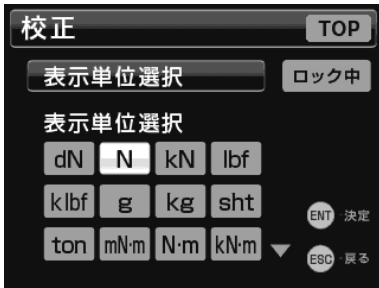 校正 TOP
表示単位選択 ロック中
表示単位選択
dN N kN lbf
klbf g kg sht
ENT 決定
ton mN·m N·m kN·m
ESC 戻る